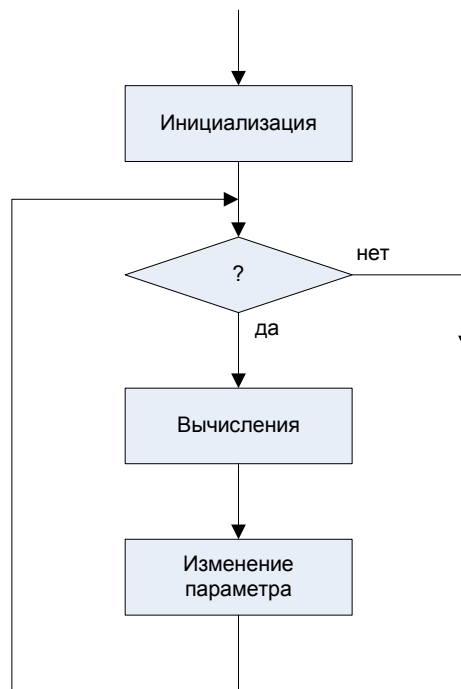 Инициализация
?
нет
да
Вычисления
Изменение
параметра